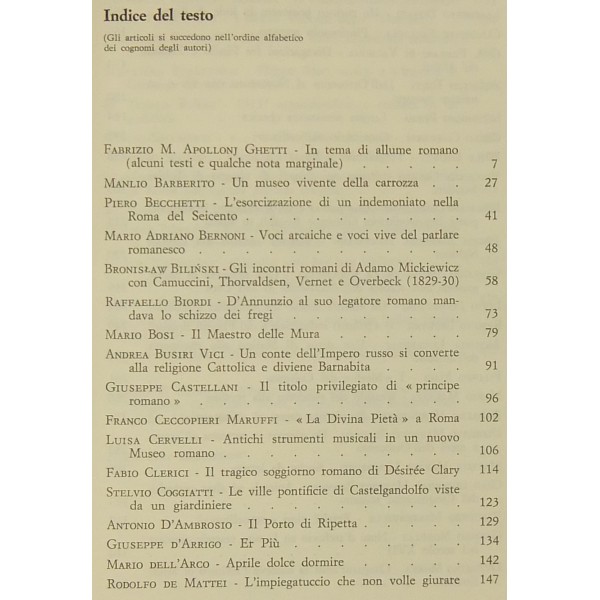 Indice del testo
(Gli articoli si succedono nell'ordine alfabetico
dei cognomi degli autori)
Fabrizio M. Apollonj Ghetti - In tema di allume romano
(alcuni testi e qualche nota marginale) . . . . . 7
Manlio Barberito - Un museo vivente della carrozza . . 27
Piero Becchetti - L'esorcizzazione di un indemoniato nella
Roma del Seicento . . . . . . . . . 41
Mario Adriano Bernoni - Voci arcaiche e voci vive del parlare
romanesco . . . . . . . . . . . 48
Bronisław Biliński - Gli incontri romani di Adamo Mickiewicz
con Camuccini, Thorvaldsen, Vernet e Overbeck (1829-30) 58
Raffaello Biordi - D'Annunzio al suo legatore romano man-
dava lo schizzo dei fregi . . . . . . . 73
Mario Bosi - Il Maestro delle Mura . . . . . . 79
Andrea Busiri Vici - Un conte dell'Impero russo si converte
alla religione Cattolica e diviene Barnabita . . . . 91
Giuseppe Castellani - Il titolo privilegiato di « principe
romano » . . . . . . . . . . . 96
Franco Ceccopieri Maruffi - « La Divina Pietà » a Roma 102
Luisa Cervelli - Antichi strumenti musicali in un nuovo
Museo romano . . . . . . . . . 106
Fabio Clerici - Il tragico soggiorno romano di Désirée Clary 114
Stelvio Coggiatti - Le ville pontificie di Castelgandolfo viste
da un giardiniere . . . . . . . . . 123
Antonio D'Ambrosio - Il Porto di Ripetta . . . . . 129
Giuseppe d'Arrigo - Er Più . . . . . . . . 134
Mario dell'Arco - Aprile dolce dormire . . . . . 142
Rodolfo de Mattei - L'impiegatuccio che non volle giurare 147